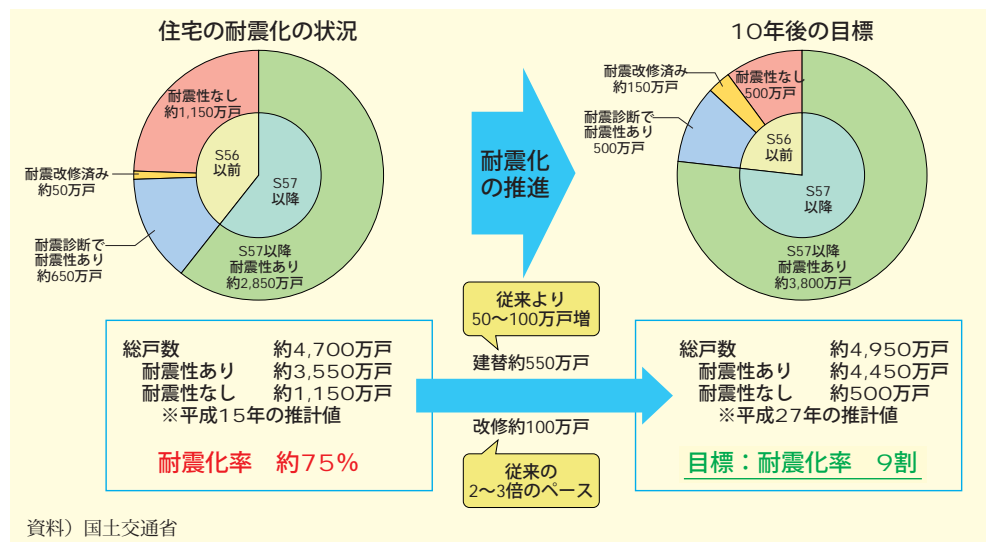 住宅の耐震化の状況
耐震性なし
約1,150万戸
S56
以前
耐震改修済み
約50万戸
S57
以降
耐震診断で
耐震性あり
約650万戸
S57以降
耐震性あり
約2,850万戸
耐震化
の推進
10年後の目標
耐震改修済み
約150万戸
耐震性なし
500万戸
耐震診断で
耐震性あり
500万戸
S56
以前
S57
以降
S57以降
耐震性あり
約3,800万戸
総戸数 約4,700万戸
耐震性あり 約3,550万戸
耐震性なし 約1,150万戸
※平成15年の推計値
耐震化率 約75%
従来より
50〜100万戸増
建替約550万戸
改修約100万戸
従来の
2〜3倍のペース
総戸数 約4,950万戸
耐震性あり 約4,450万戸
耐震性なし 約500万戸
※平成27年の推計値
目標：耐震化率 9割
資料）国土交通省